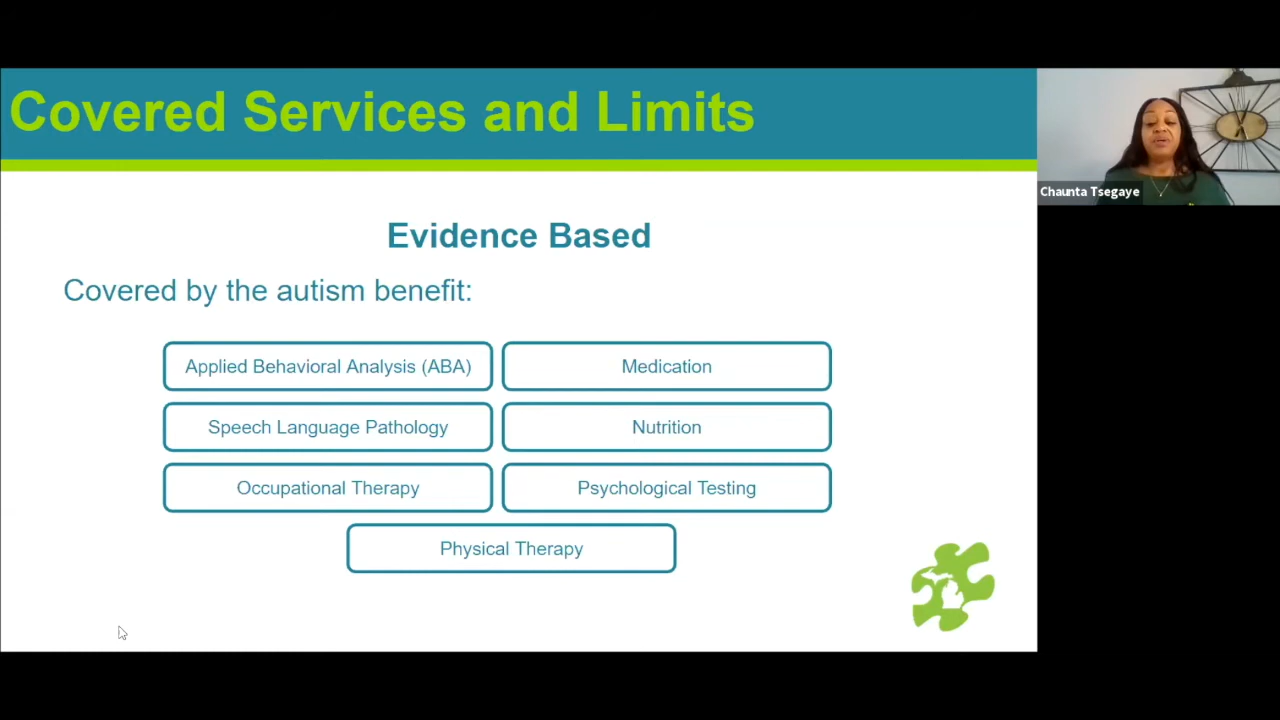 Covered Services and Limits
Chaunta Tsegaye
Evidence Based
Covered by the autism benefit:
Applied Behavioral Analysis (ABA)
Medication
Speech Language Pathology
Nutrition
Occupational Therapy
Psychological Testing
Physical Therapy